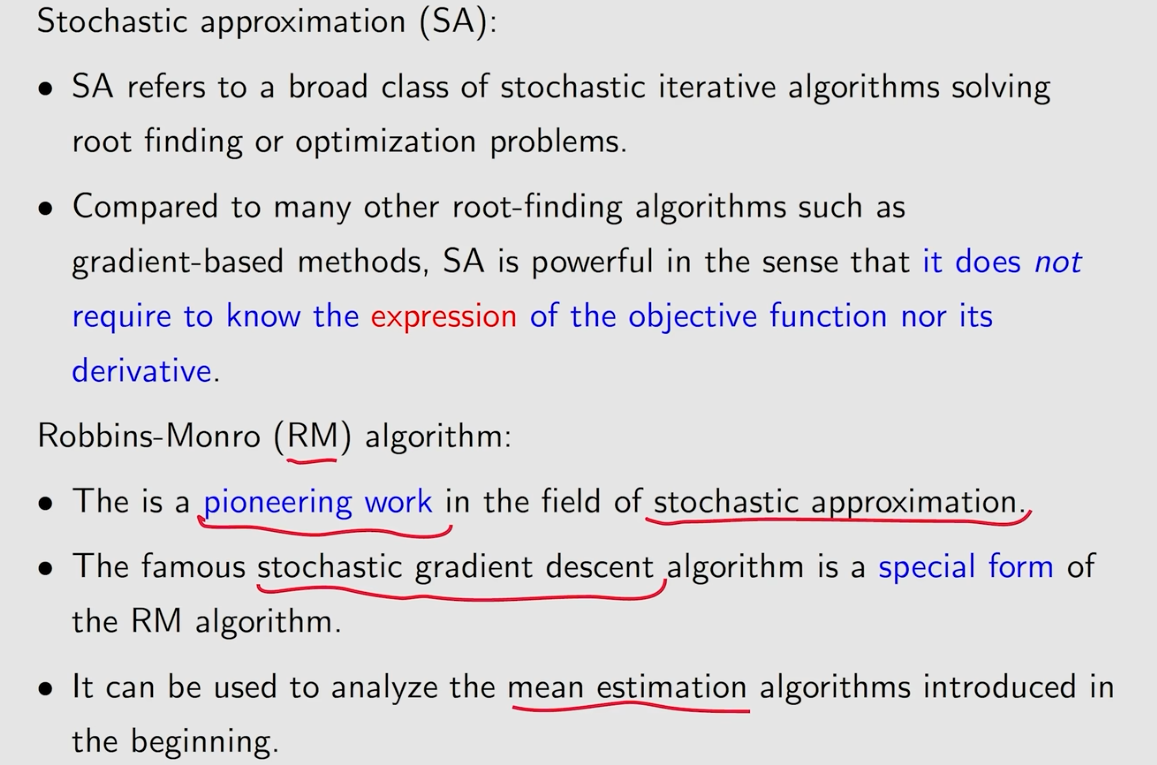 Stochastic approximation (SA):
• SA refers to a broad class of stochastic iterative algorithms solving
root finding or optimization problems.
• Compared to many other root-finding algorithms such as
gradient-based methods, SA is powerful in the sense that it does not
require to know the expression of the objective function nor its
derivative.
Robbins-Monro (RM) algorithm:
• The is a pioneering work in the field of stochastic approximation.
• The famous stochastic gradient descent algorithm is a special form of
the RM algorithm.
• It can be used to analyze the mean estimation algorithms introduced in
the beginning.